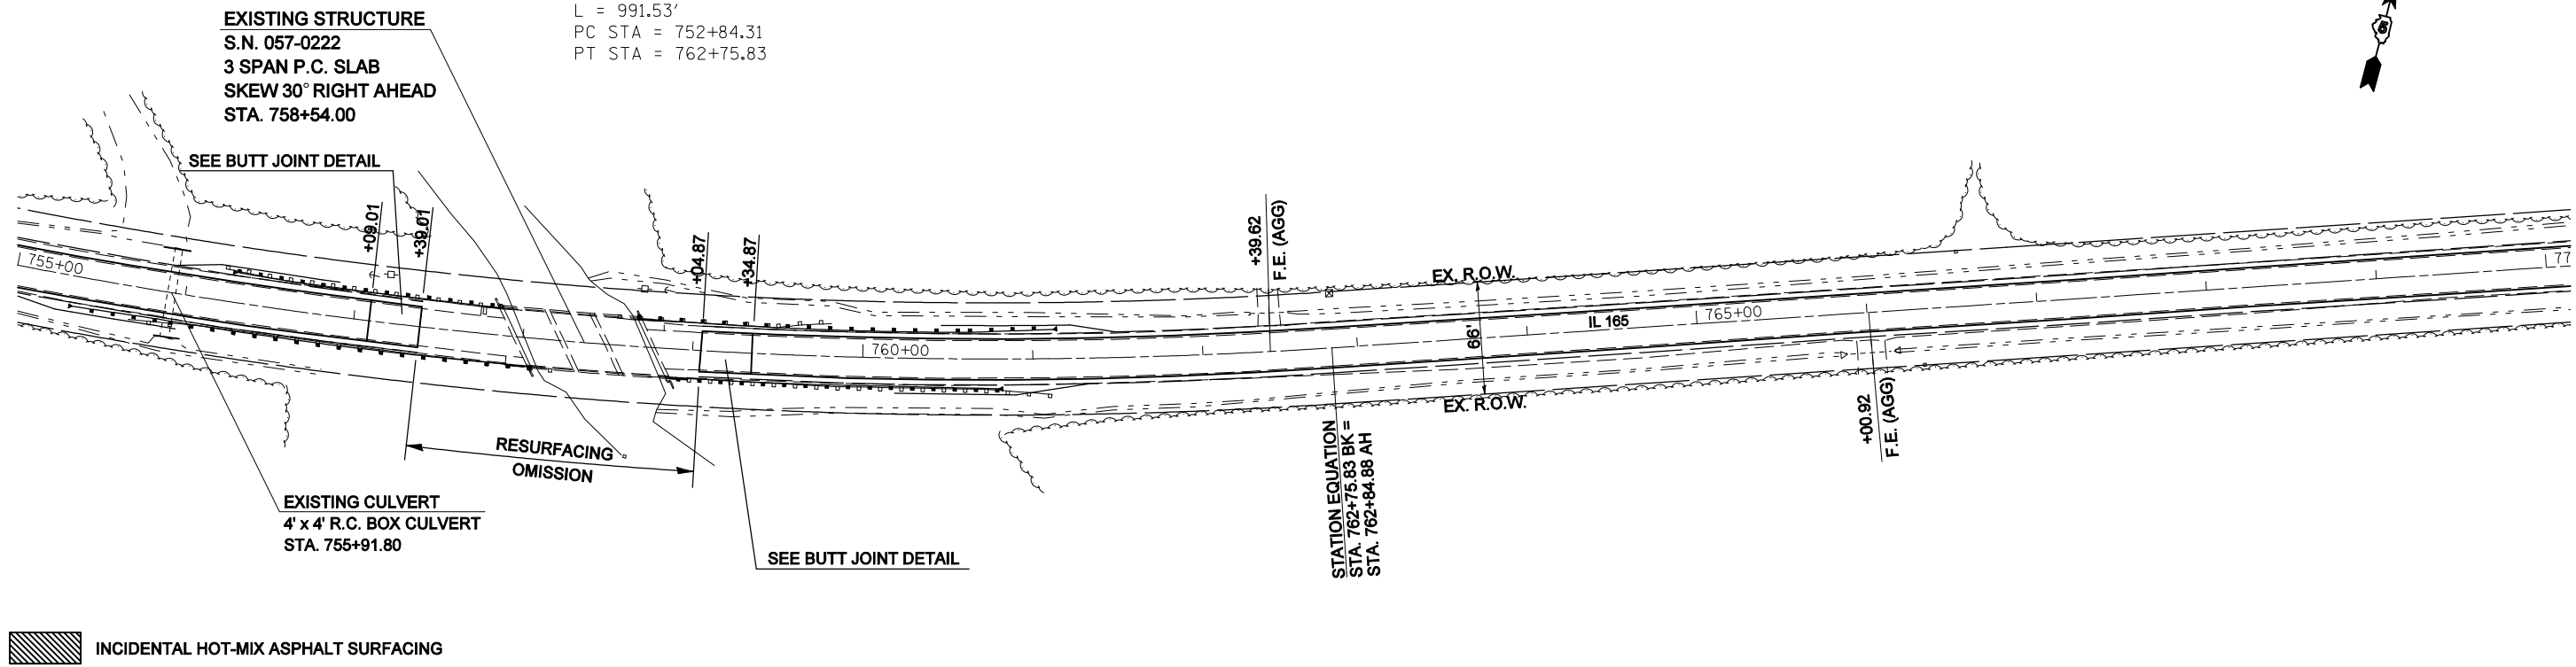 L = 991.53'
PC STA = 752+84.31
PT STA = 762+75.83
EXISTING STRUCTURE
S.N. 057-0222
3 SPAN P.C. SLAB
SKEW 30° RIGHT AHEAD
STA. 758+54.00
SEE BUTT JOINT DETAIL
+09.01
+39.01
+04.87
+34.87
+39.62
F.E. (AGG)
EX. R.O.W.
755+00
760+00
66'
IL 165
765+00
77
EX. R.O.W.
+00.92
F.E. (AGG)
RESURFACING
OMISSION
STATION EQUATION
STA. 762+75.83 BK =
STA. 762+84.88 AH
EXISTING CULVERT
4' x 4' R.C. BOX CULVERT
STA. 755+91.80
SEE BUTT JOINT DETAIL
INCIDENTAL HOT-MIX ASPHALT SURFACING